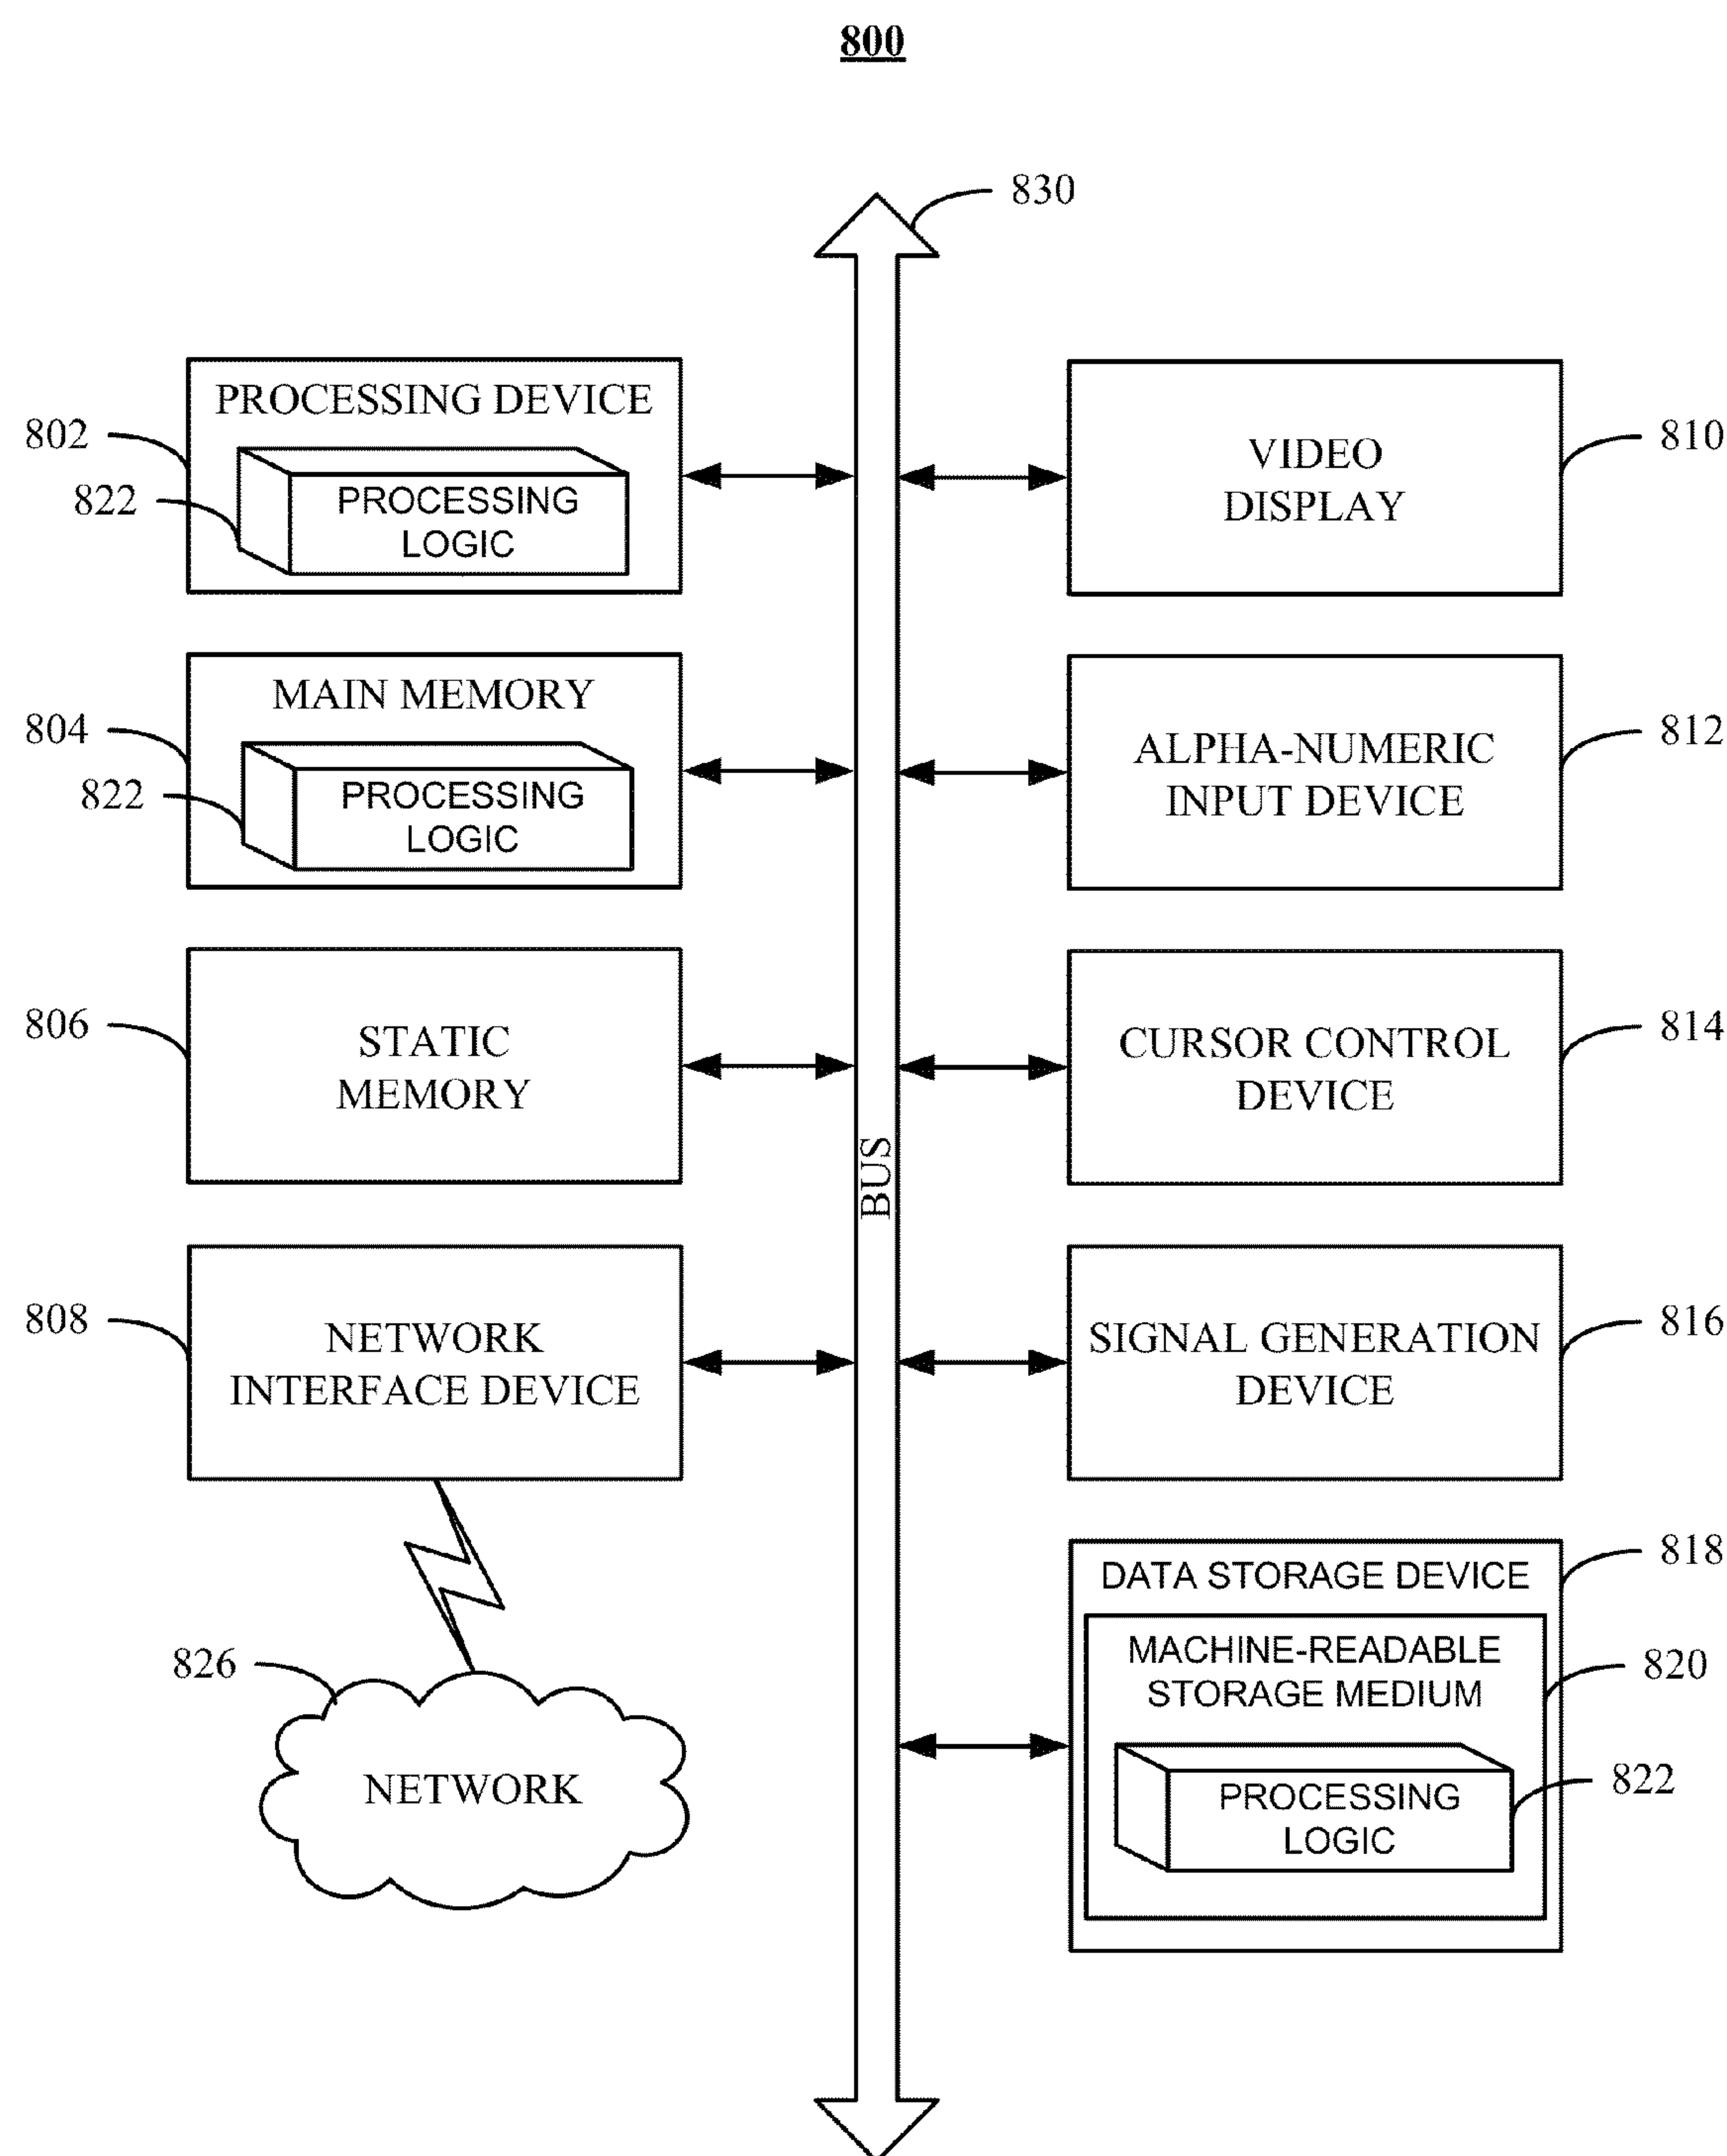 800
830
PROCESSING DEVICE
802
822
PROCESSING
LOGIC
MAIN MEMORY
804
822
PROCESSING
LOGIC
806
STATIC
MEMORY
808
NETWORK
INTERFACE DEVICE
826
NETWORK
BUS
VIDEO
DISPLAY
810
ALPHA-NUMERIC
INPUT DEVICE
812
CURSOR CONTROL
DEVICE
814
SIGNAL GENERATION
DEVICE
816
818
DATA STORAGE DEVICE
MACHINE-READABLE
STORAGE MEDIUM
820
PROCESSING
LOGIC
822